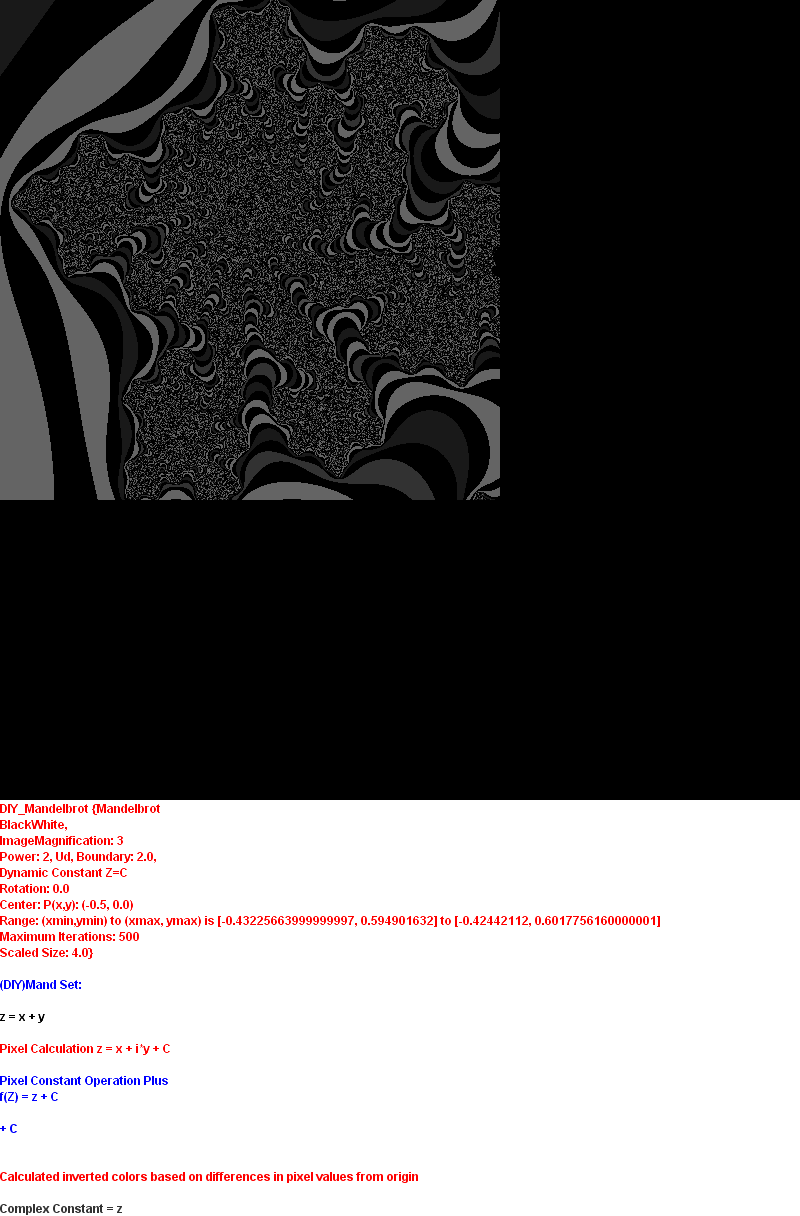 DIY_Mandelbrot {Mandelbrot
BlackWhite,
ImageMagnification: 3
Power: 2, Ud, Boundary: 2.0,
Dynamic Constant Z=C
Rotation: 0.0
Center: P(x,y): (-0.5, 0.0)
Range: (xmin,ymin) to (xmax, ymax) is [-0.43225663999999997, 0.594901632] to [-0.42442112, 0.6017756160000001]
Maximum Iterations: 500
Scaled Size: 4.0}
(DIY)Mand Set:
z = x + y
Pixel Calculation z = x + i*y + C
Pixel Constant Operation Plus
f(Z) = z + C
+ C
Calculated inverted colors based on differences in pixel values from origin
Complex Constant = z